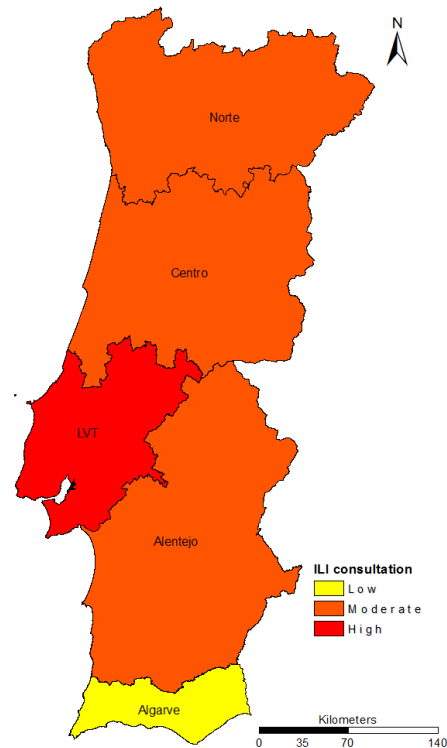 N
Norte
Centro
LVT
Alentejo
ILI consultation
Low
Moderate
High
Algarve
Kilometers
0 35 70 140